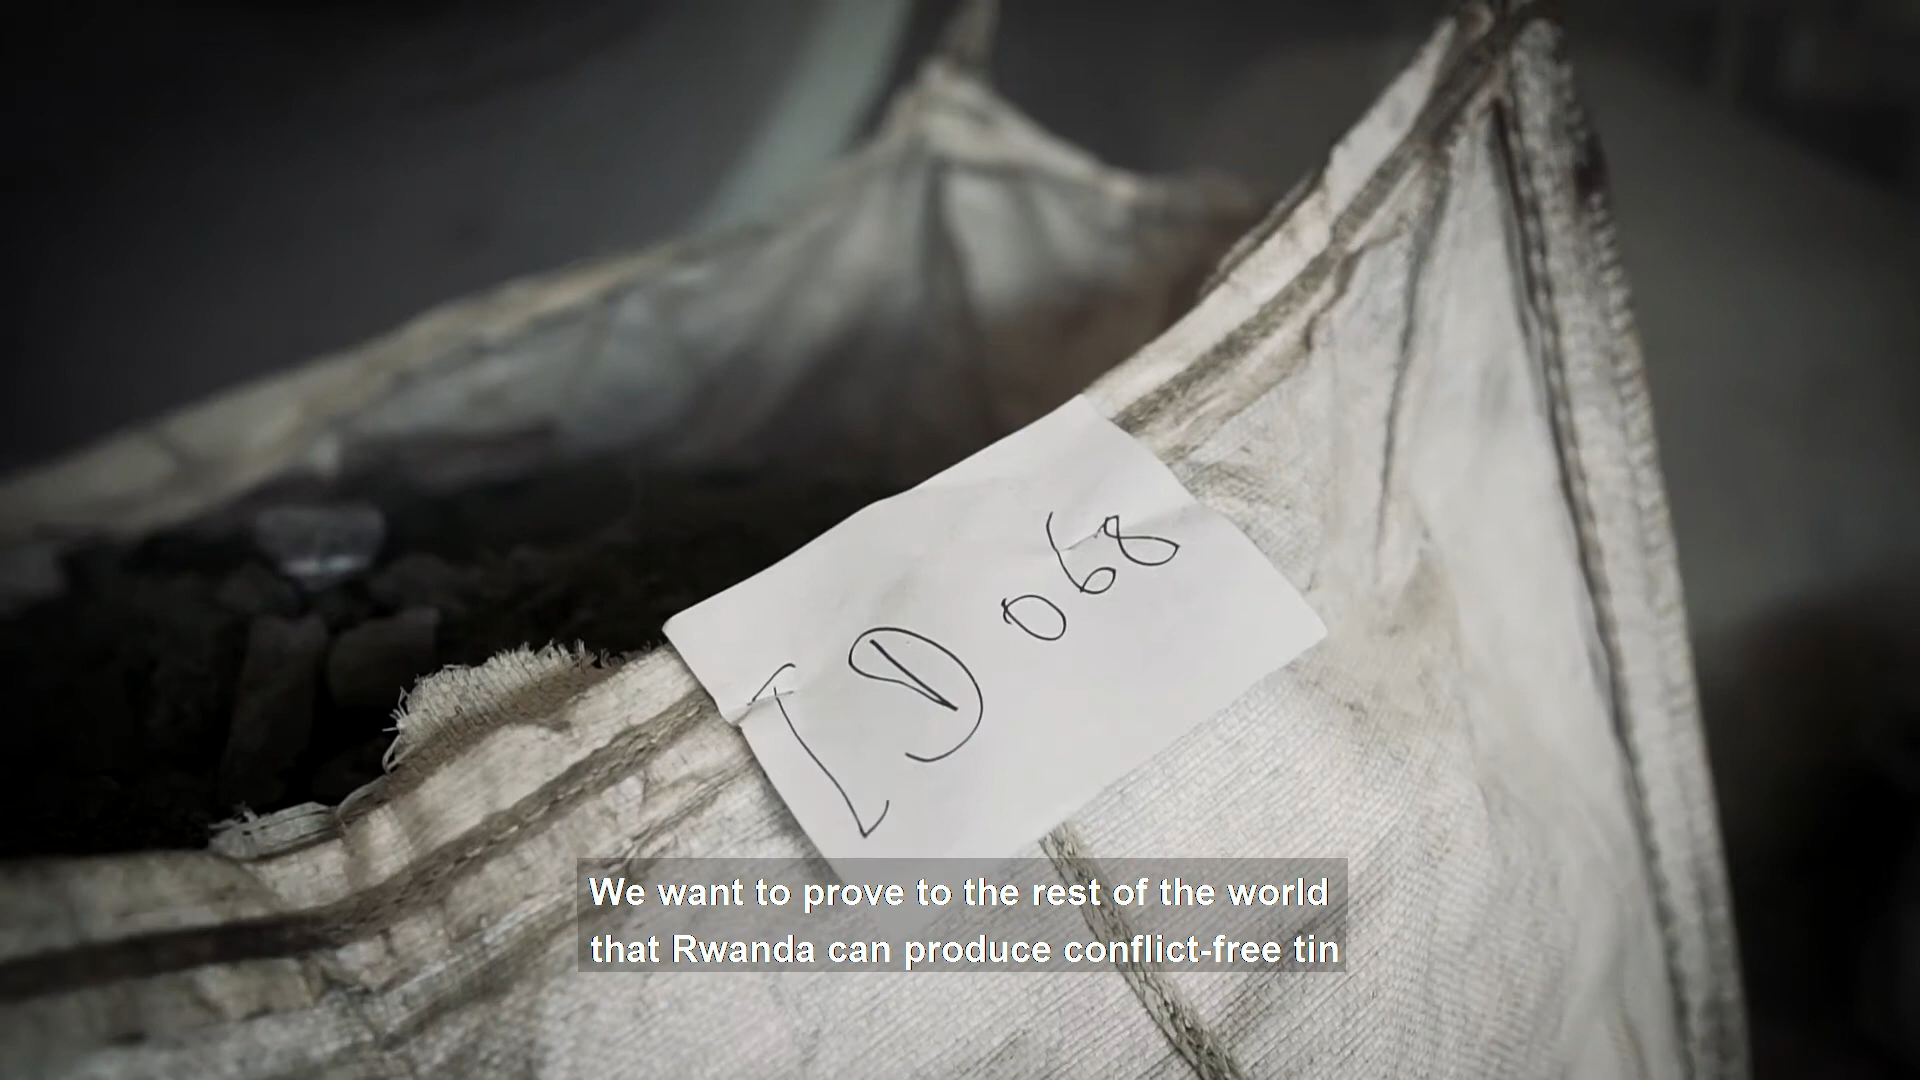 ID 068
We want to prove to the rest of the world
that Rwanda can produce conflict-free tin